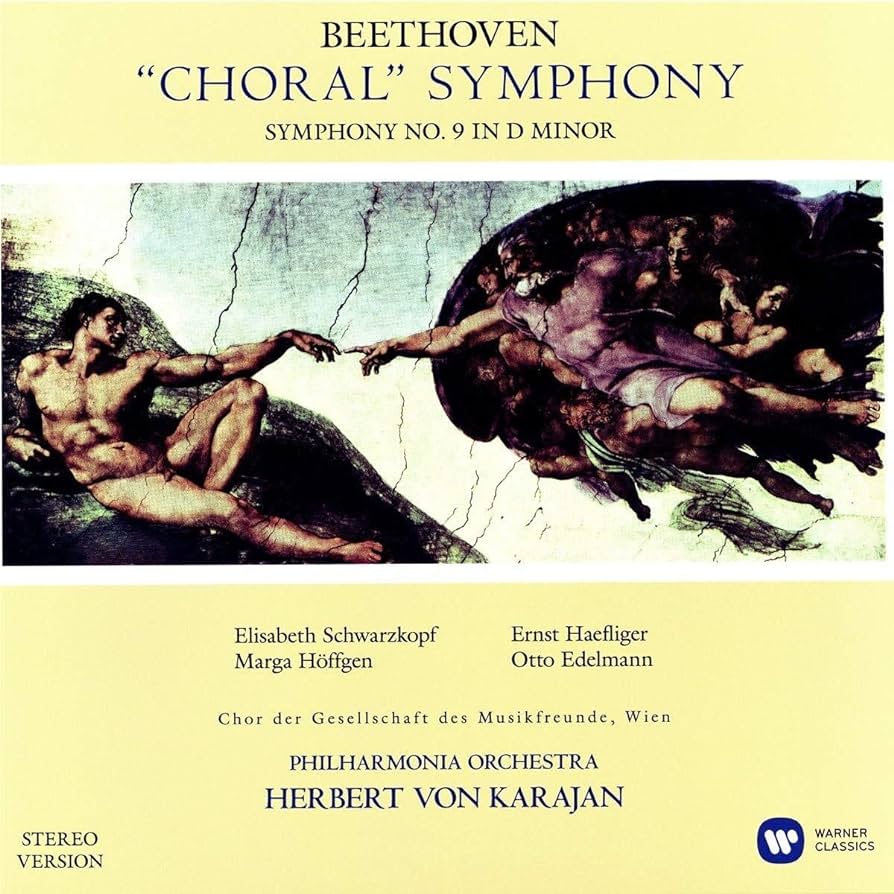 BEETHOVEN
“CHORAL” SYMPHONY
SYMPHONY NO. 9 IN D MINOR
Elisabeth Schwarzkopf
Marga Höffgen
Ernst Haefliger
Otto Edelmann
Chor der Gesellschaft des Musikfreunde, Wien
PHILHARMONIA ORCHESTRA
HERBERT VON KARAJAN
STEREO
VERSION
WARNER
CLASSICS